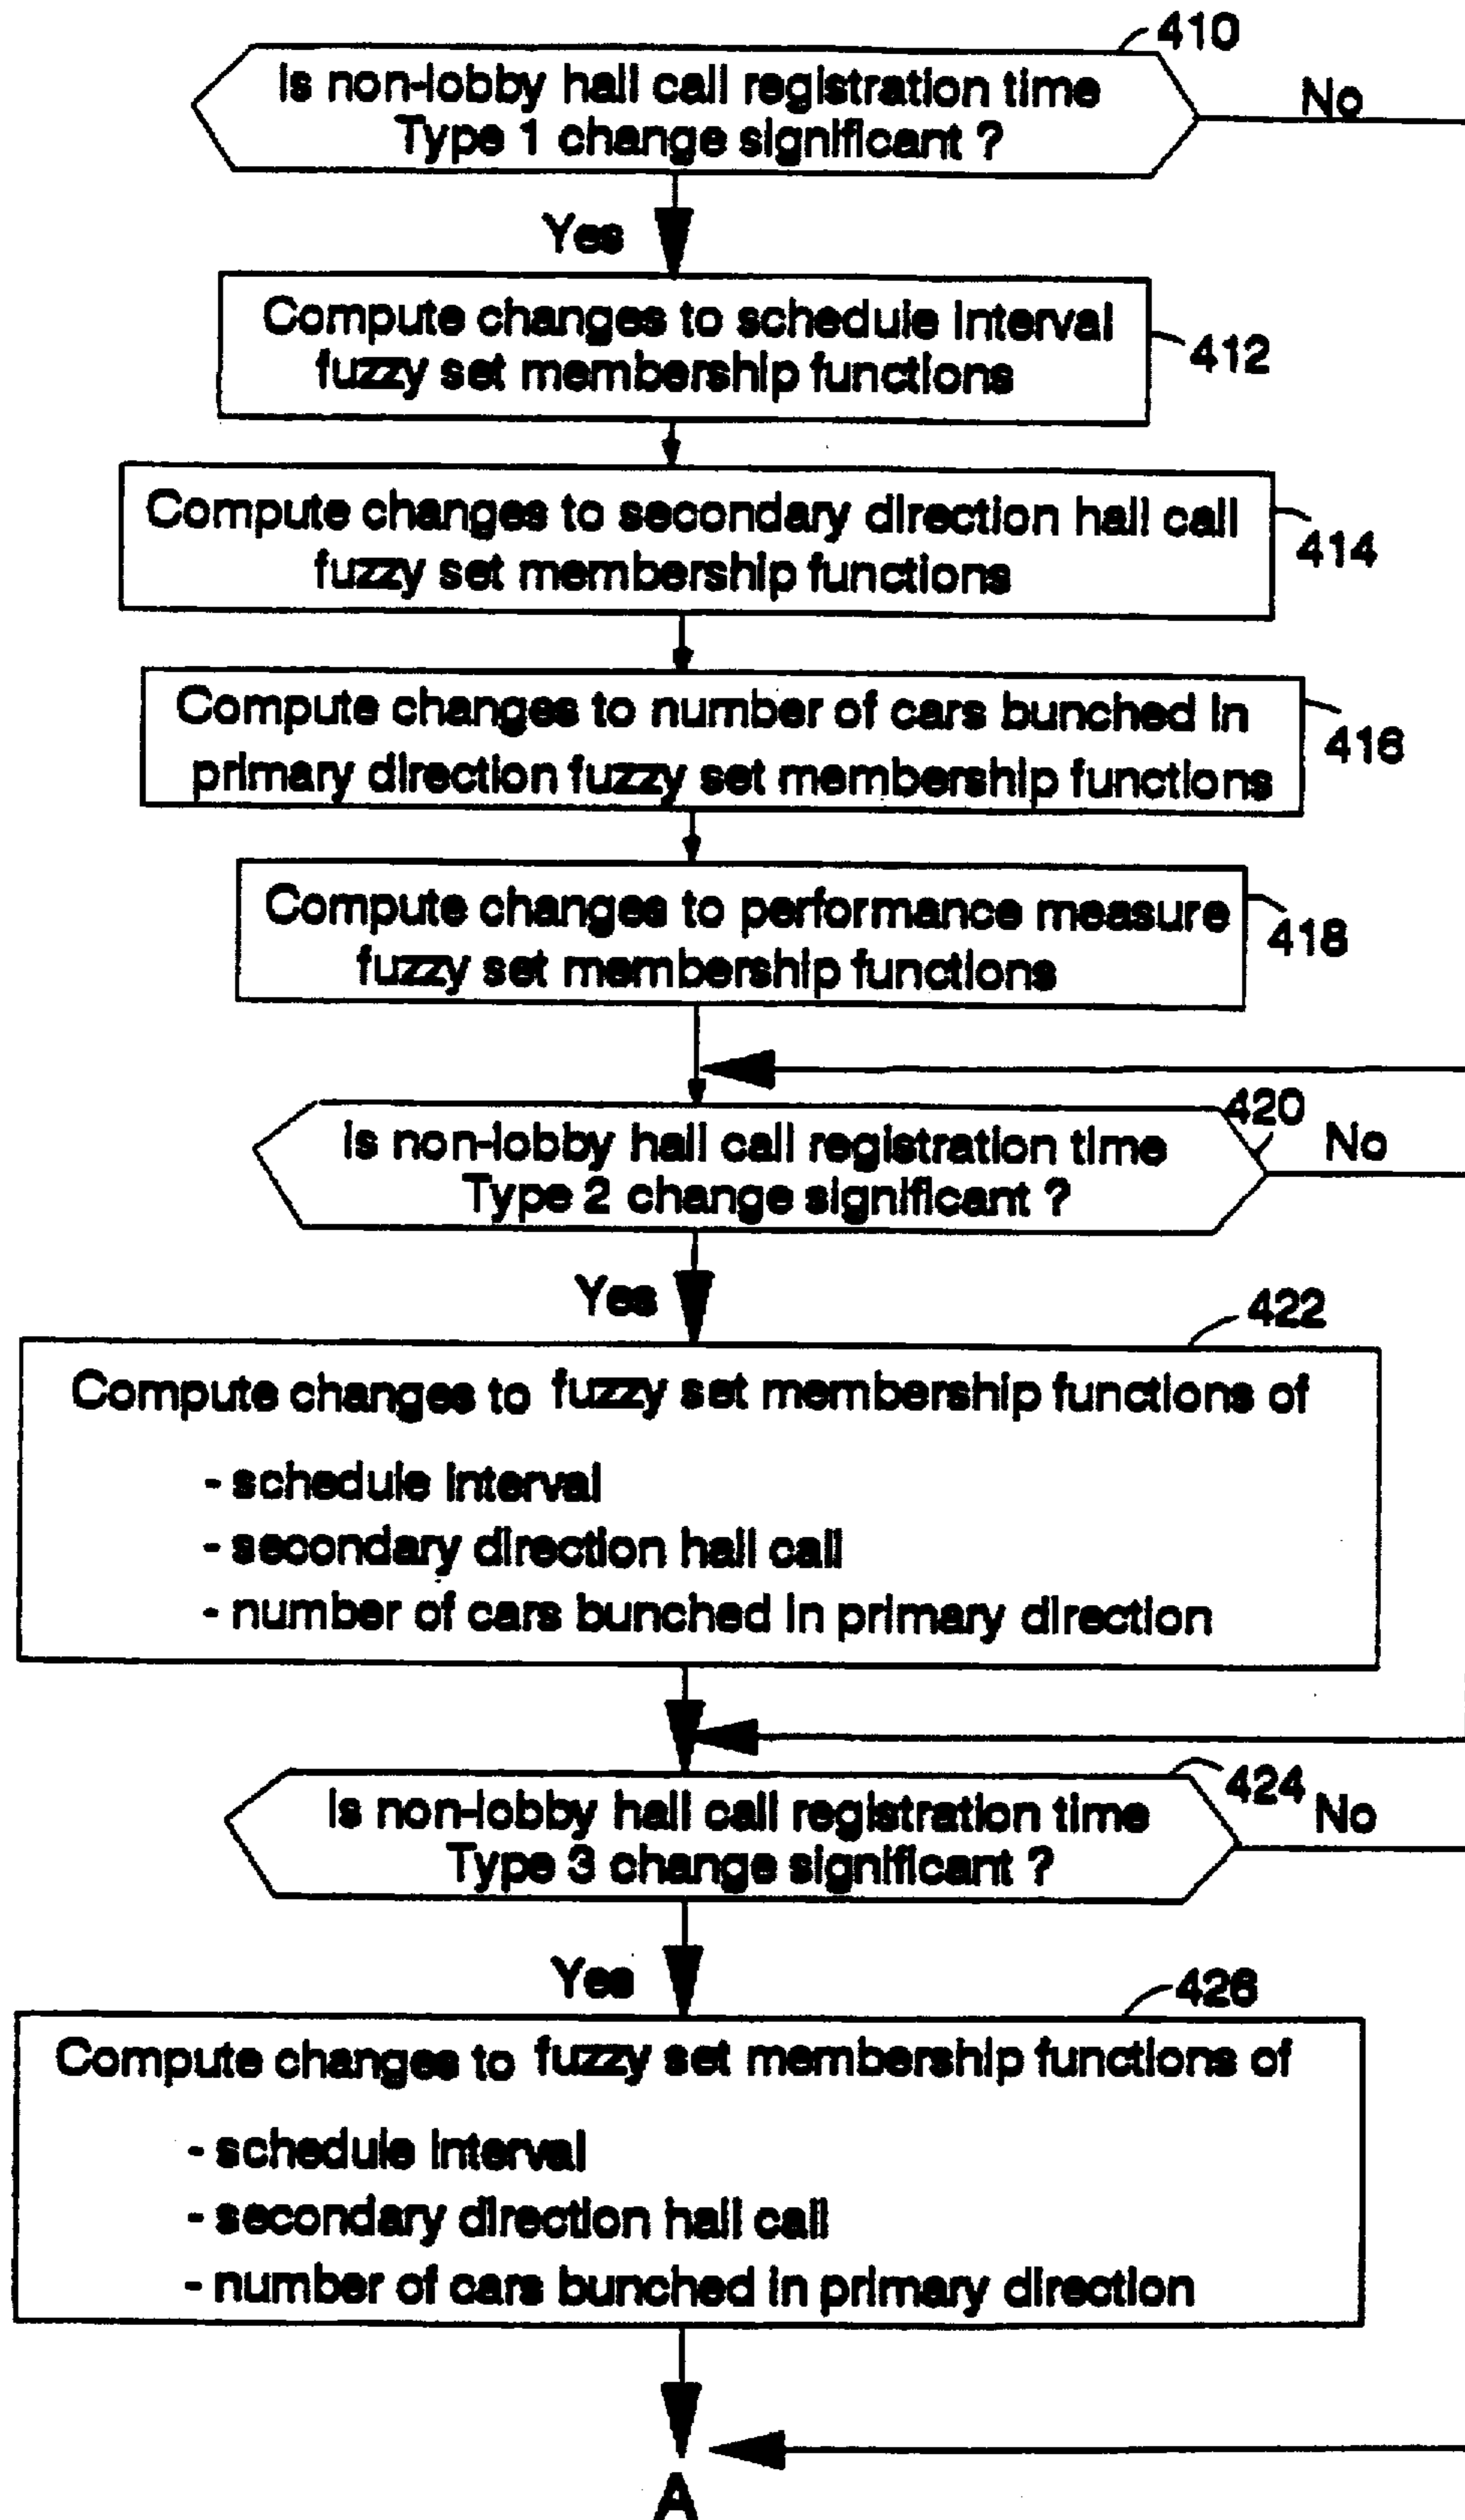 410
Is non-lobby hall call registration time
Type 1 change significant ?
No
Yes
Compute changes to schedule interval
fuzzy set membership functions
412
Compute changes to secondary direction hall call
fuzzy set membership functions
414
Compute changes to number of cars bunched in
primary direction fuzzy set membership functions
416
Compute changes to performance measure
fuzzy set membership functions
418
420
Is non-lobby hall call registration time
Type 2 change significant ?
No
Yes
422
Compute changes to fuzzy set membership functions of
- schedule interval
- secondary direction hall call
- number of cars bunched in primary direction
424
Is non-lobby hall call registration time
Type 3 change significant ?
No
Yes
426
Compute changes to fuzzy set membership functions of
- schedule interval
- secondary direction hall call
- number of cars bunched in primary direction
A